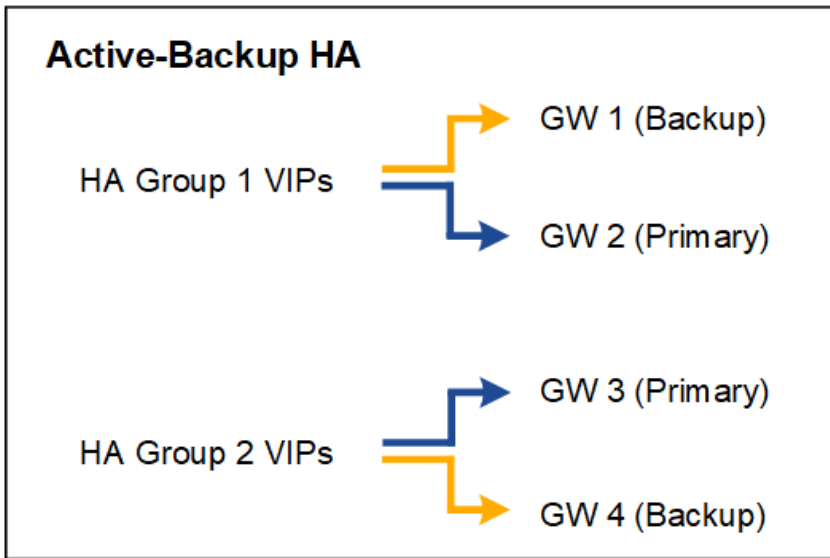 Active-Backup HA
GW 1 (Backup)
HA Group 1 VIPs
GW 2 (Primary)
GW 3 (Primary)
HA Group 2 VIPs
GW 4 (Backup)